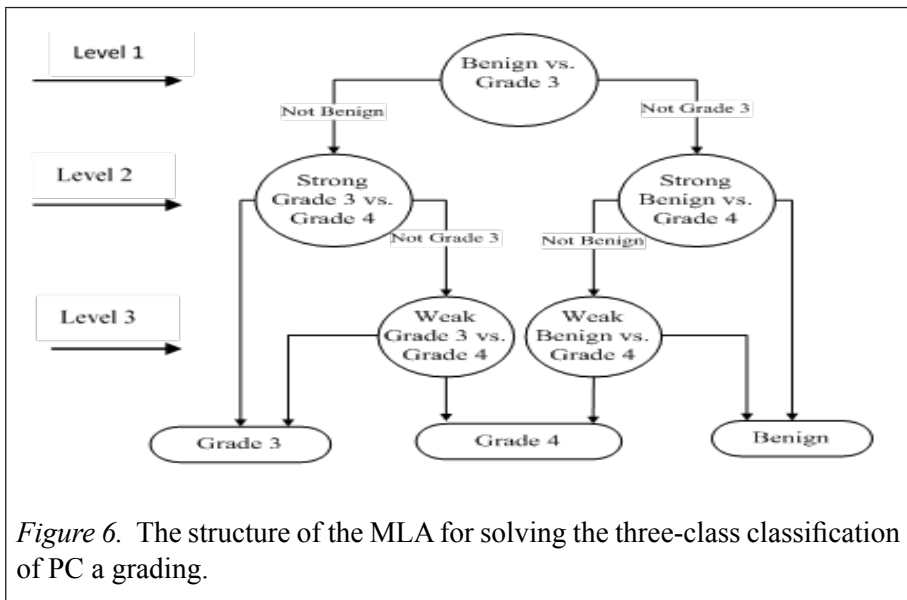 Level 1
Benign vs.
Grade 3
Not Benign
Not Grade 3
Level 2
Strong
Grade 3 vs.
Grade 4
Strong
Benign vs.
Grade 4
Not Grade 3
Not Benign
Level 3
Weak
Grade 3 vs.
Grade 4
Weak
Benign vs.
Grade 4
Grade 3
Grade 4
Benign
Figure 6. The structure of the MLA for solving the three-class classification
of PC a grading.